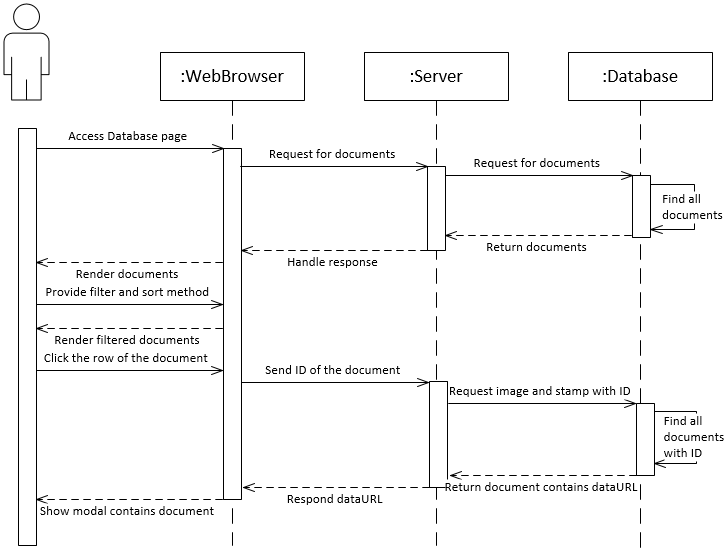 :WebBrowser
:Server
:Database
Access Database page
Request for documents
Request for documents
Find all
documents
Return documents
Handle response
Render documents
Provide filter and sort method
Render filtered documents
Click the row of the document
Send ID of the document
Request image and stamp with ID
Find all
documents
with ID
Return document contains dataURL
Respond dataURL
Show modal contains document